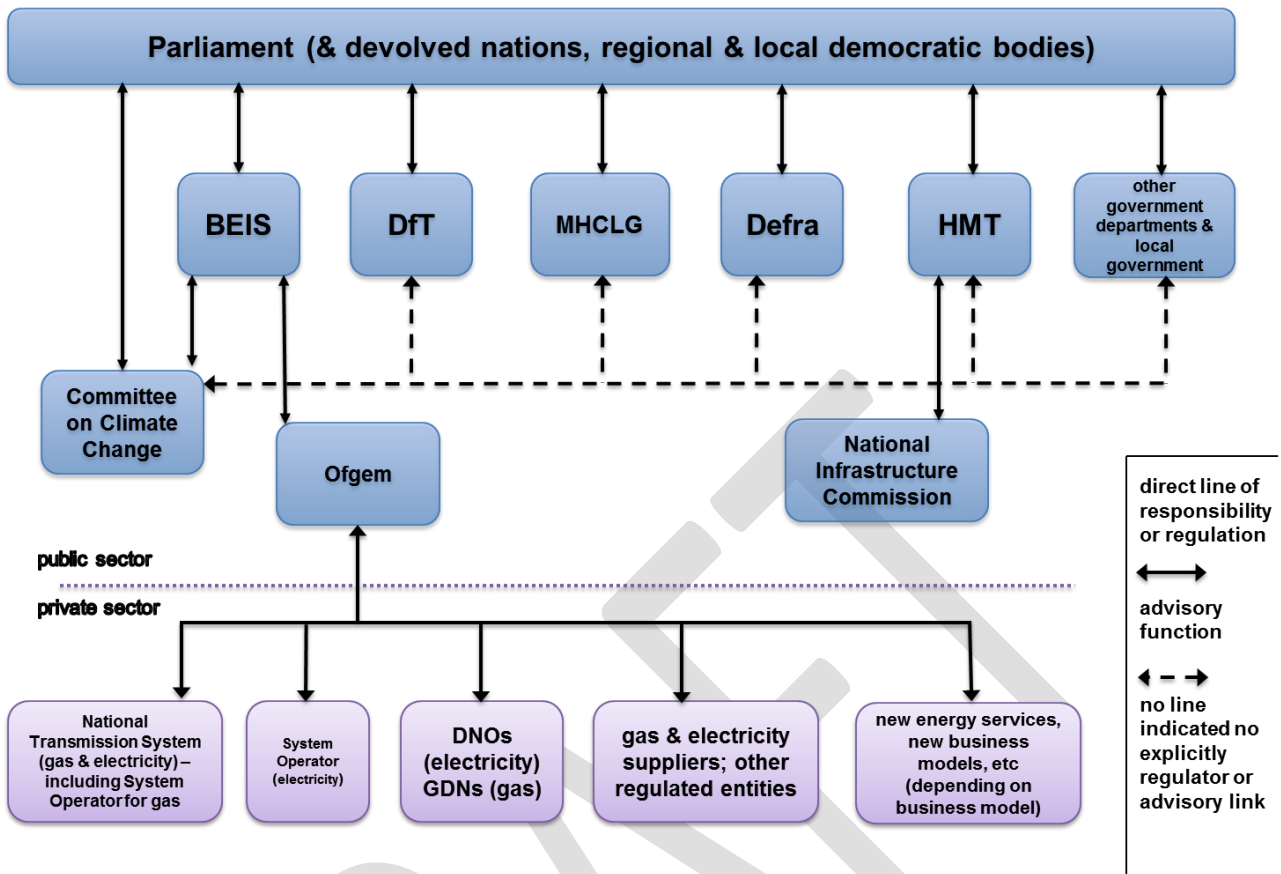 Parliament (& devolved nations, regional & local democratic bodies)
BEIS
DfT
MHCLG
Defra
HMT
other
government
departments &
local
government
Committee
on Climate
Change
Ofgem
National
Infrastructure
Commission
public sector
private sector
National
Transmission System
(gas & electricity) –
including System
Operator for gas
System
Operator
(electricity)
DNOs
(electricity)
GDNs (gas)
gas & electricity
suppliers; other
regulated entities
new energy services,
new business
models, etc
(depending on
business model)
direct line of
responsibility
or regulation
advisory
function
no line
indicated no
explicitly
regulator or
advisory link
DRAFT